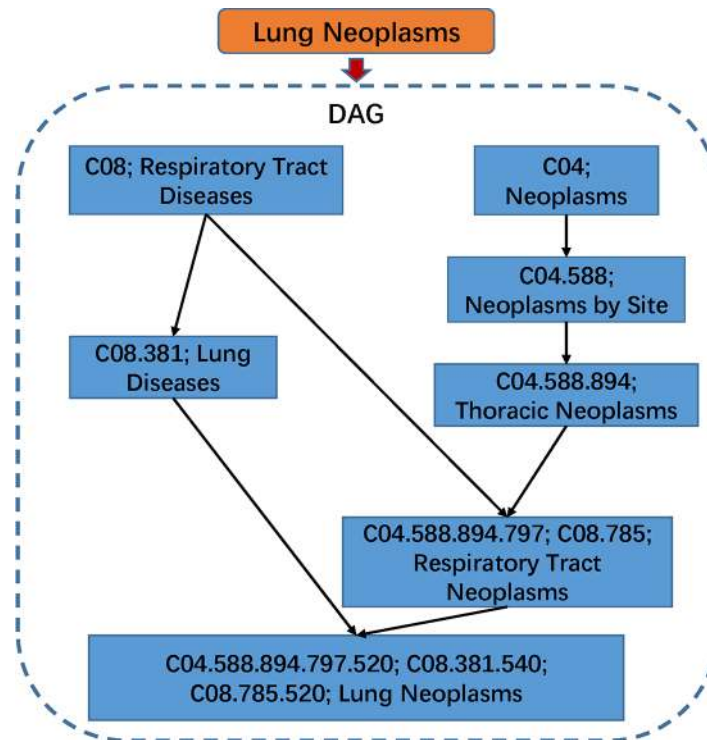 Lung Neoplasms
DAG
C08; Respiratory Tract
Diseases
C04;
Neoplasms
C04.588;
Neoplasms by Site
C08.381; Lung
Diseases
C04.588.894;
Thoracic Neoplasms
C04.588.894.797; C08.785;
Respiratory Tract
Neoplasms
C04.588.894.797.520; C08.381.540;
C08.785.520; Lung Neoplasms